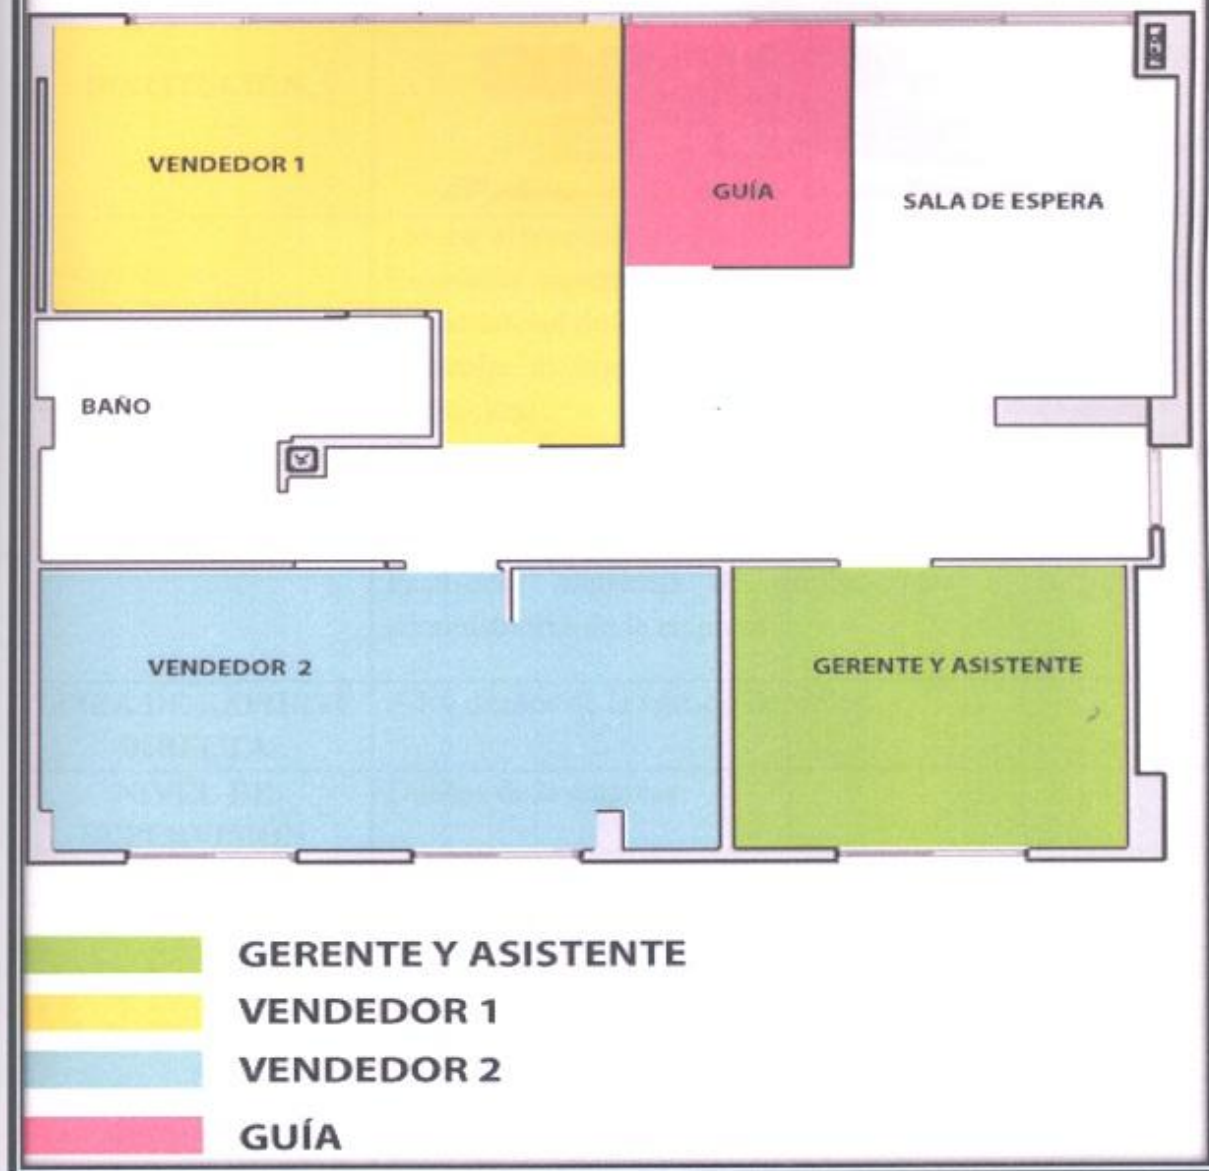 VENDEDOR 1
GUÍA
SALA DE ESPERA
BAÑO
VENDEDOR 2
GERENTE Y ASISTENTE
GERENTE Y ASISTENTE
VENDEDOR 1
VENDEDOR 2
GUÍA